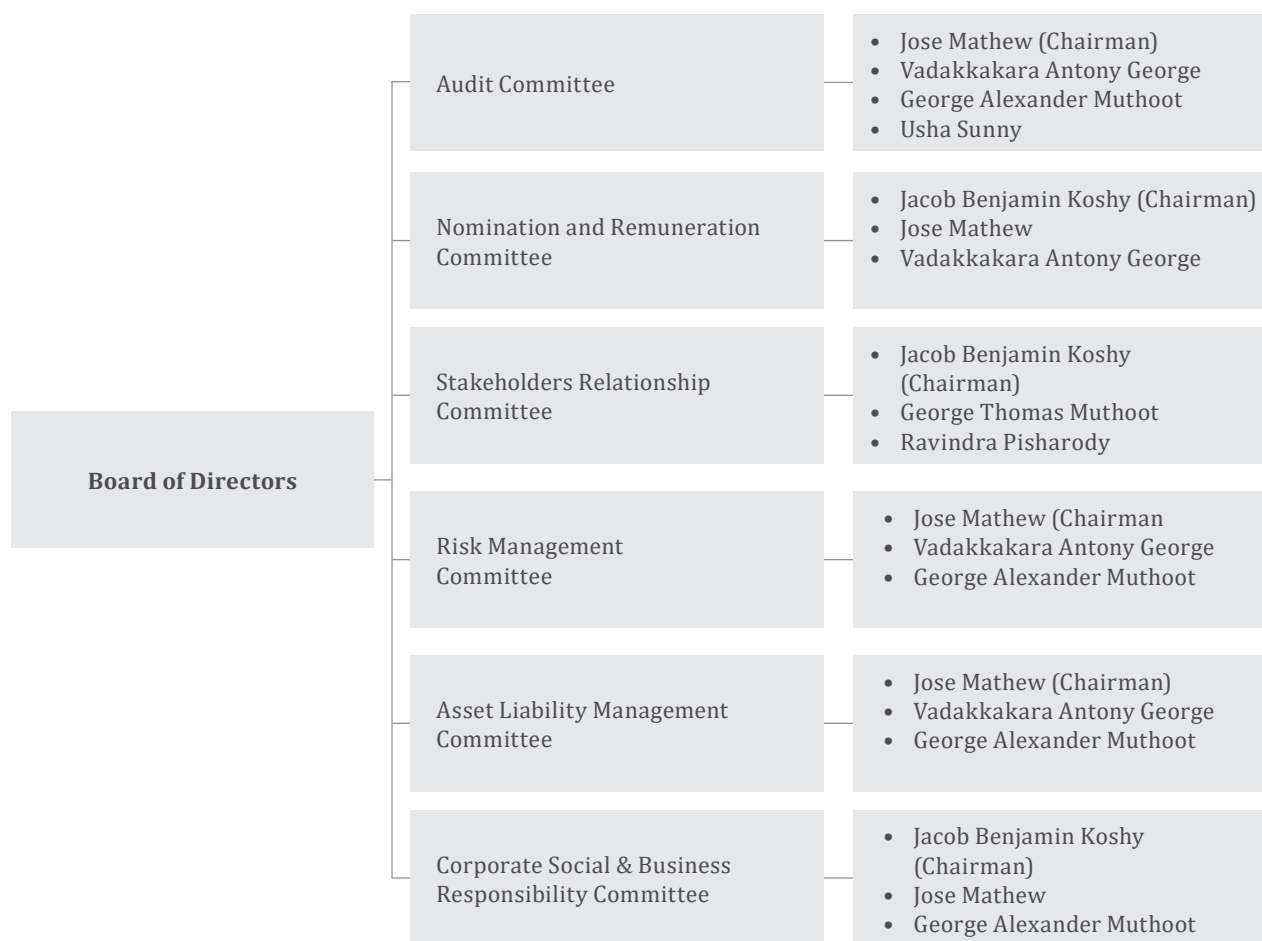 Board of Directors
Audit Committee
• Jose Mathew (Chairman)
• Vadakkakara Antony George
• George Alexander Muthoot
• Usha Sunny
Nomination and Remuneration
Committee
• Jacob Benjamin Koshy (Chairman)
• Jose Mathew
• Vadakkakara Antony George
Stakeholders Relationship
Committee
• Jacob Benjamin Koshy
(Chairman)
• George Thomas Muthoot
• Ravindra Pisharody
Risk Management
Committee
• Jose Mathew (Chairman
• Vadakkakara Antony George
• George Alexander Muthoot
Asset Liability Management
Committee
• Jose Mathew (Chairman)
• Vadakkakara Antony George
• George Alexander Muthoot
Corporate Social & Business
Responsibility Committee
• Jacob Benjamin Koshy
(Chairman)
• Jose Mathew
• George Alexander Muthoot